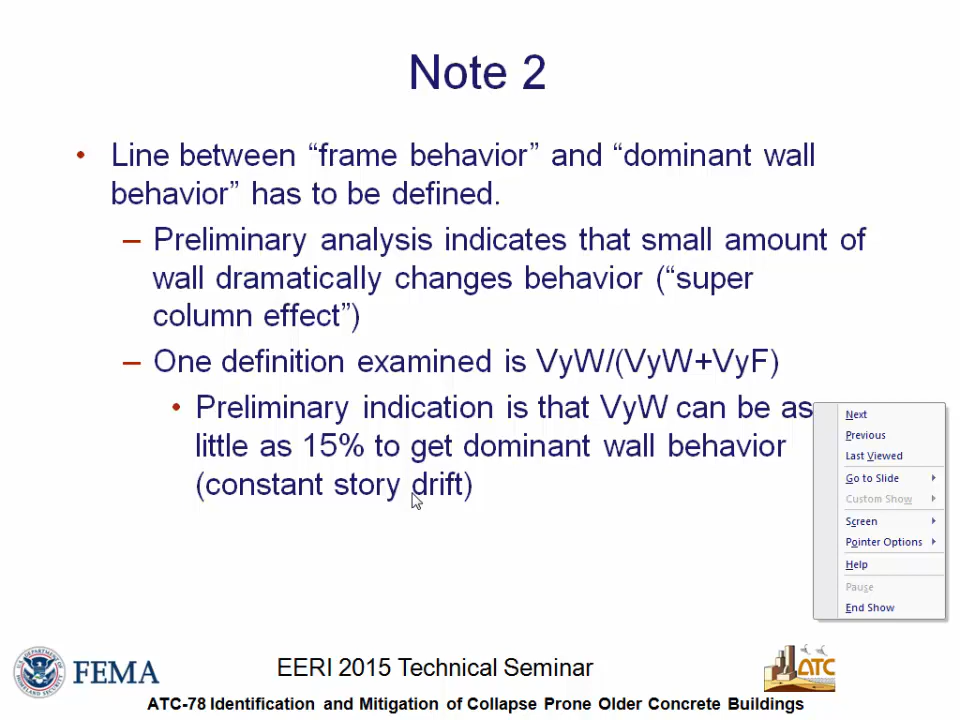 Note 2
• Line between “frame behavior” and “dominant wall
behavior” has to be defined.
– Preliminary analysis indicates that small amount of
wall dramatically changes behavior (“super
column effect”)
– One definition examined is VyW/(VyW+VyF)
• Preliminary indication is that VyW can be as
little as 15% to get dominant wall behavior
(constant story drift)
Next
Previous
Last Viewed
Go to Slide
Custom Show
Screen
Pointer Options
Help
Pause
End Show
FEMA
EERI 2015 Technical Seminar
ATC
ATC-78 Identification and Mitigation of Collapse Prone Older Concrete Buildings